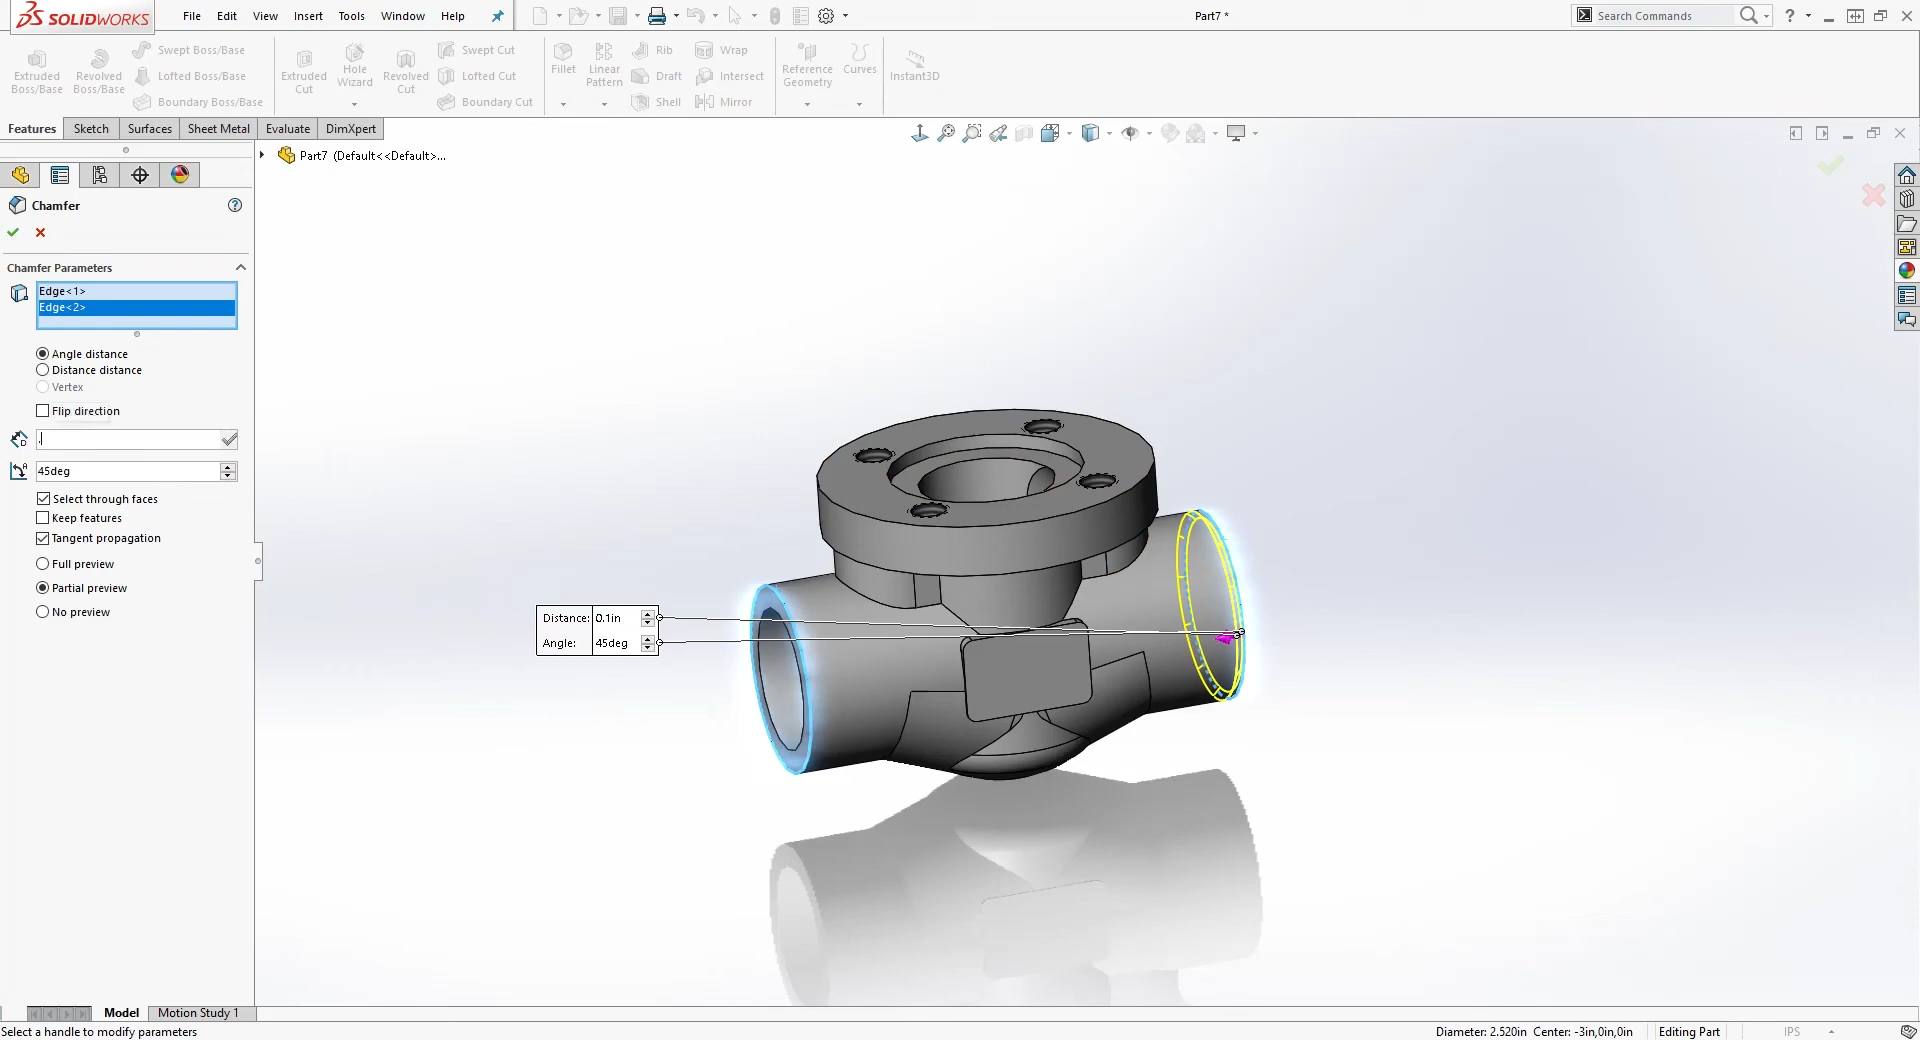 SOLIDWORKS
File Edit View Insert Tools Window Help
Part7 *
Search Commands
Extruded Boss/Base
Revolved Boss/Base
Swept Boss/Base
Lofted Boss/Base
Boundary Boss/Base
Extruded Cut
Hole Wizard
Revolved Cut
Swept Cut
Lofted Cut
Boundary Cut
Fillet
Linear Pattern
Rib
Draft
Shell
Wrap
Intersect
Mirror
Reference Geometry
Curves
Instant3D
Features Sketch Surfaces Sheet Metal Evaluate DimXpert
Part7 (Default<<Default>...
Chamfer
Chamfer Parameters
Edge<1>
Edge<2>
Angle distance
Distance distance
Vertex
Flip direction
.
45deg
Select through faces
Keep features
Tangent propagation
Full preview
Partial preview
No preview
Distance: 0.1in
Angle: 45deg
Model Motion Study 1
Select a handle to modify parameters
Diameter: 2.520in Center: -3in,0in,0in Editing Part IPS